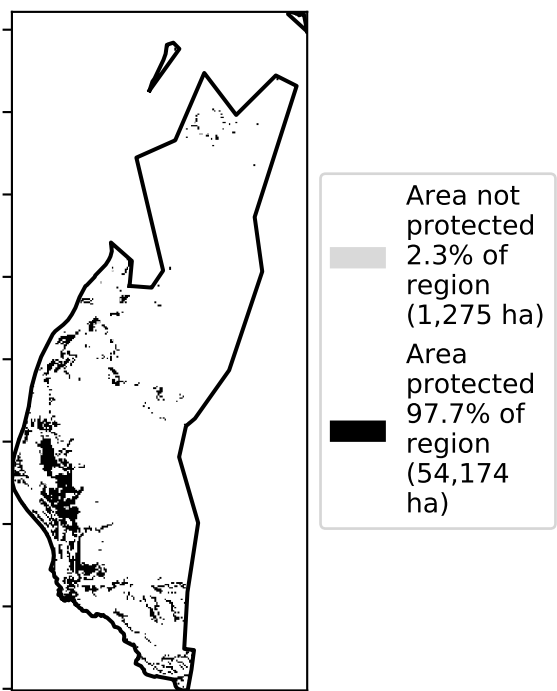 Area not
protected
2.3% of
region
(1,275 ha)
Area
protected
97.7% of
region
(54,174
ha)